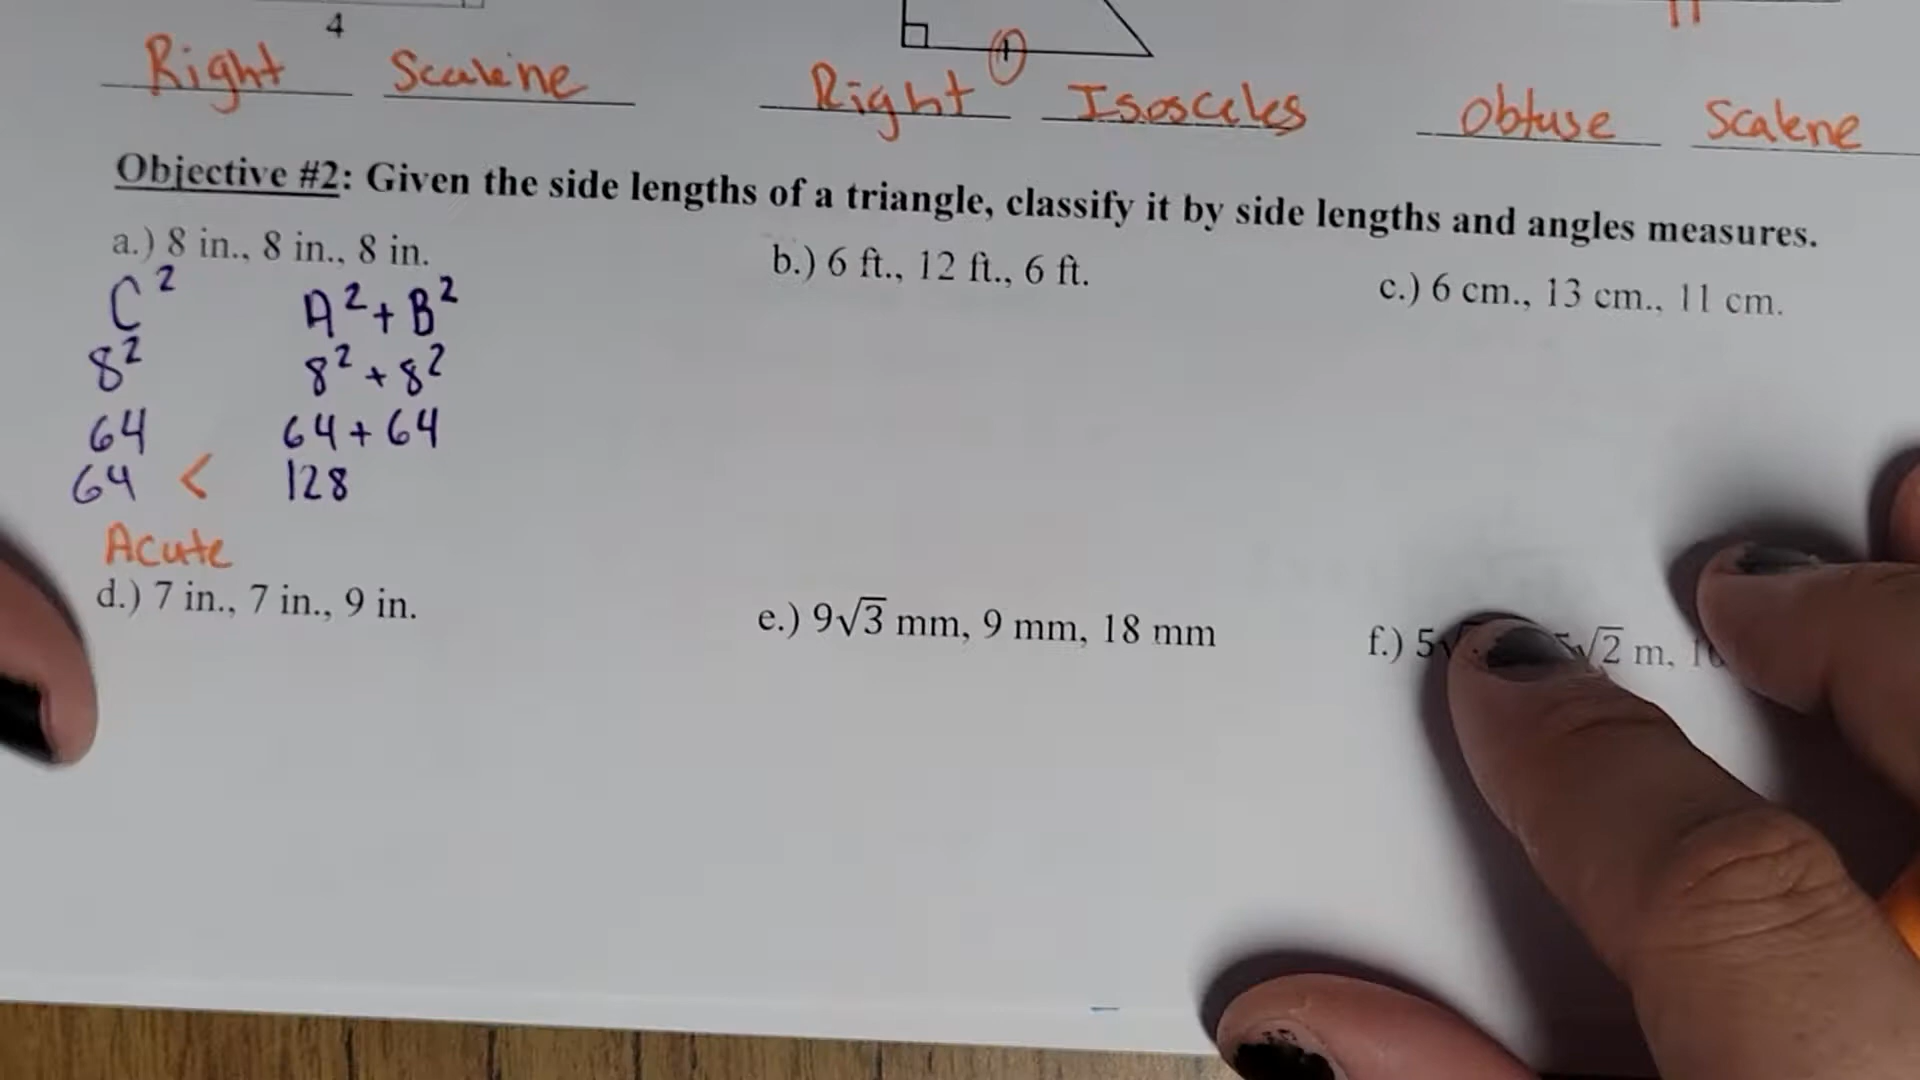 4
1
Right Scalene
Right Isosceles
Obtuse Scalene
Objective #2: Given the side lengths of a triangle, classify it by side lengths and angles measures.
a.) 8 in., 8 in., 8 in.
b.) 6 ft., 12 ft., 6 ft.
c.) 6 cm., 13 cm., 11 cm.
C² A² + B²
8² 8² + 8²
64 64 + 64
64 < 128
Acute
d.) 7 in., 7 in., 9 in.
e.) 9√3 mm, 9 mm, 18 mm
f.) 5√ √2 m,